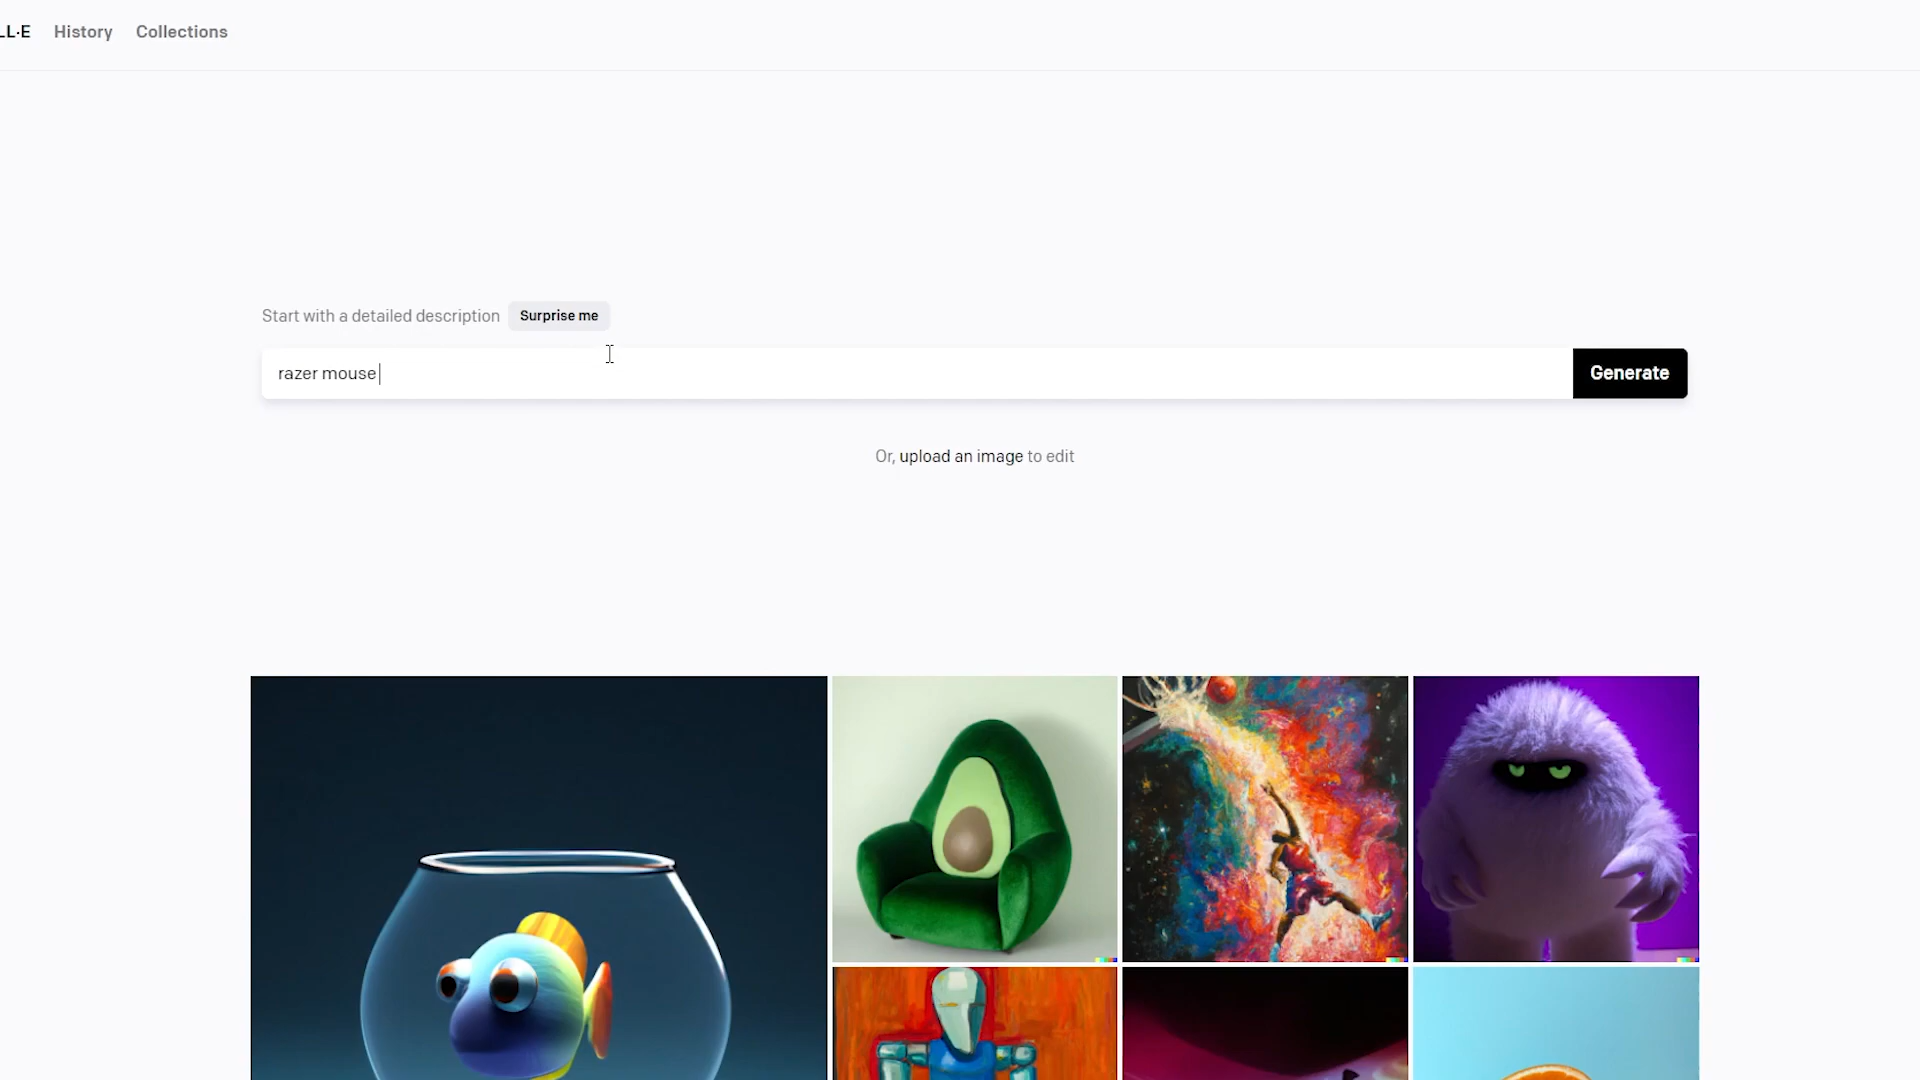 LL·E History Collections
Start with a detailed description Surprise me
razer mouse Generate
Or, upload an image to edit